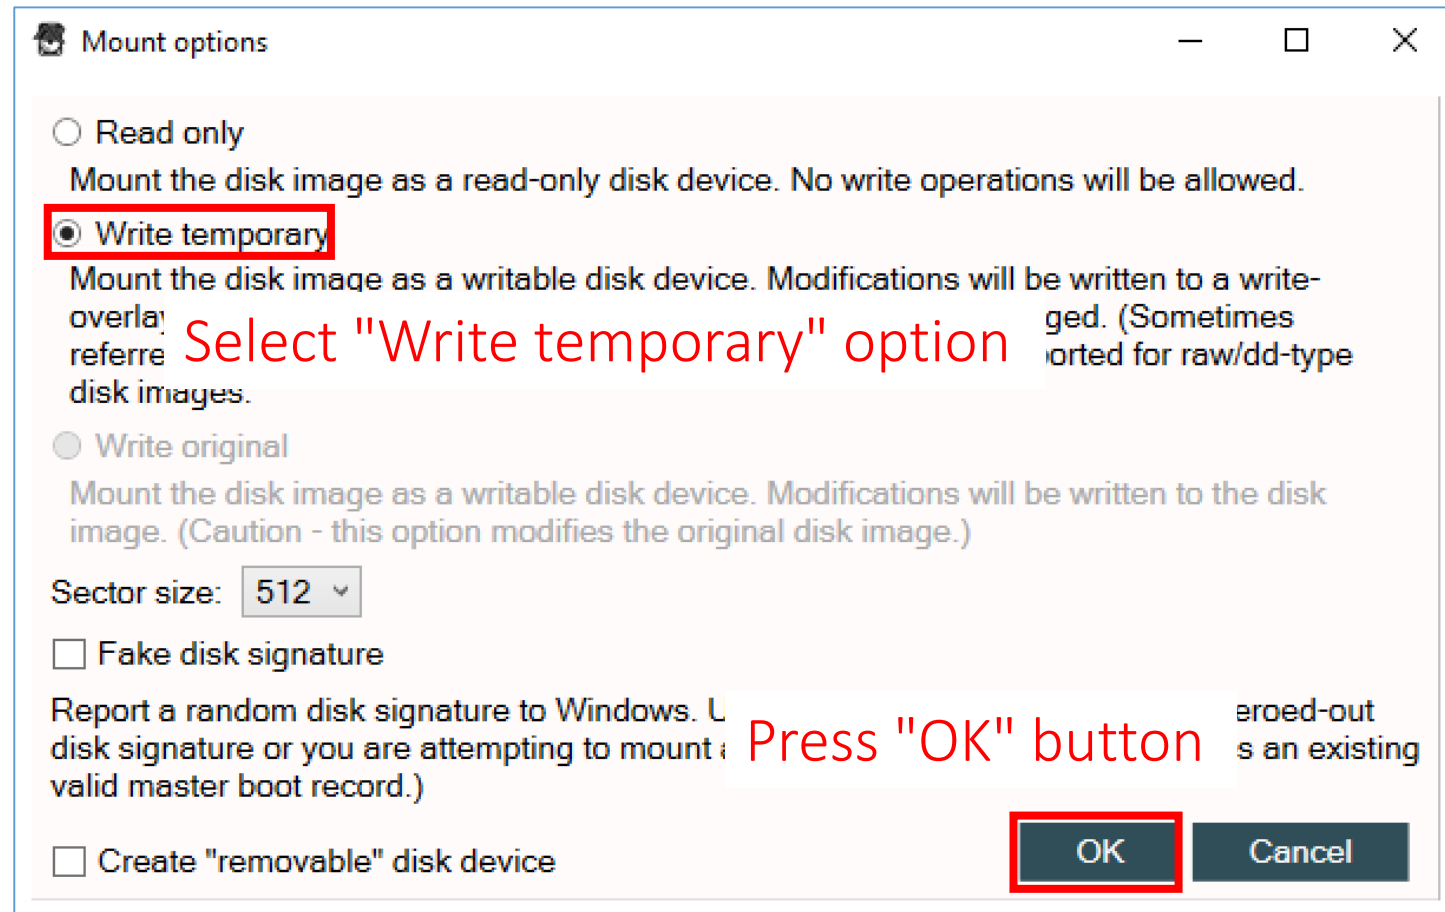 Mount options
Read only
Mount the disk image as a read-only disk device. No write operations will be allowed.
Write temporary
Mount the disk image as a writable disk device. Modifications will be written to a write-
overlay ged. (Sometimes
referre orted for raw/dd-type
Select "Write temporary" option
disk images.
Write original
Mount the disk image as a writable disk device. Modifications will be written to the disk
image. (Caution - this option modifies the original disk image.)
Sector size: 512
Fake disk signature
Report a random disk signature to Windows. U eroed-out
disk signature or you are attempting to mount s an existing
Press "OK" button
valid master boot record.)
Create "removable" disk device
OK Cancel